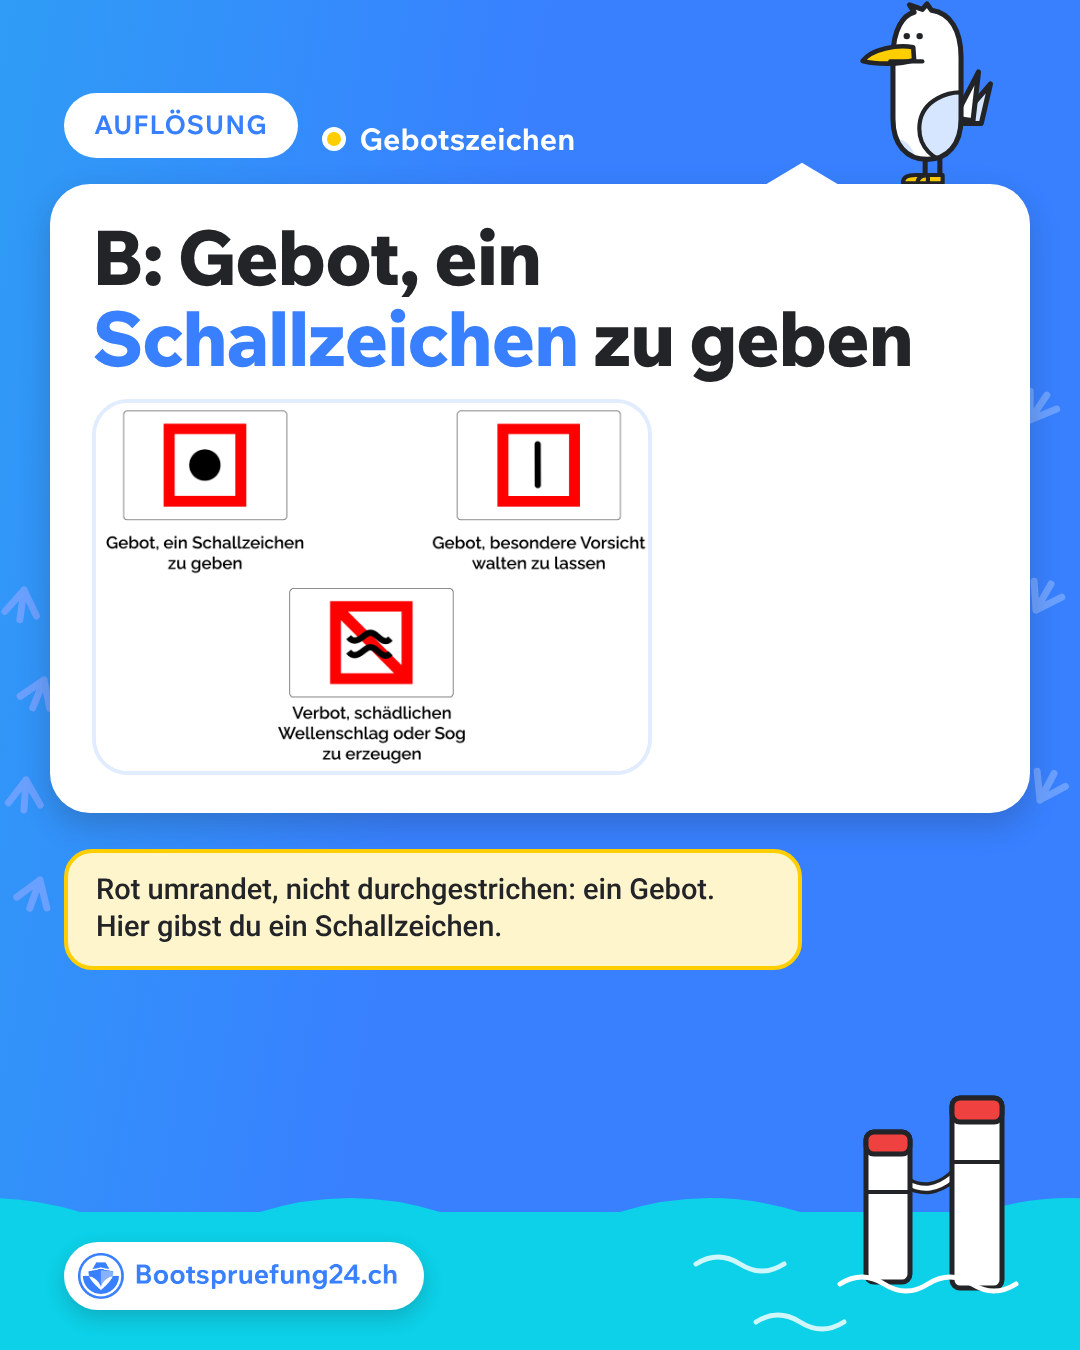 AUFLÖSUNG
Gebotszeichen
B: Gebot, ein
Schallzeichen zu geben
Gebot, ein Schallzeichen
zu geben
Gebot, besondere Vorsicht
walten zu lassen
Verbot, schädlichen
Wellenschlag oder Sog
zu erzeugen
Rot umrandet, nicht durchgestrichen: ein Gebot.
Hier gibst du ein Schallzeichen.
Bootspruefung24.ch